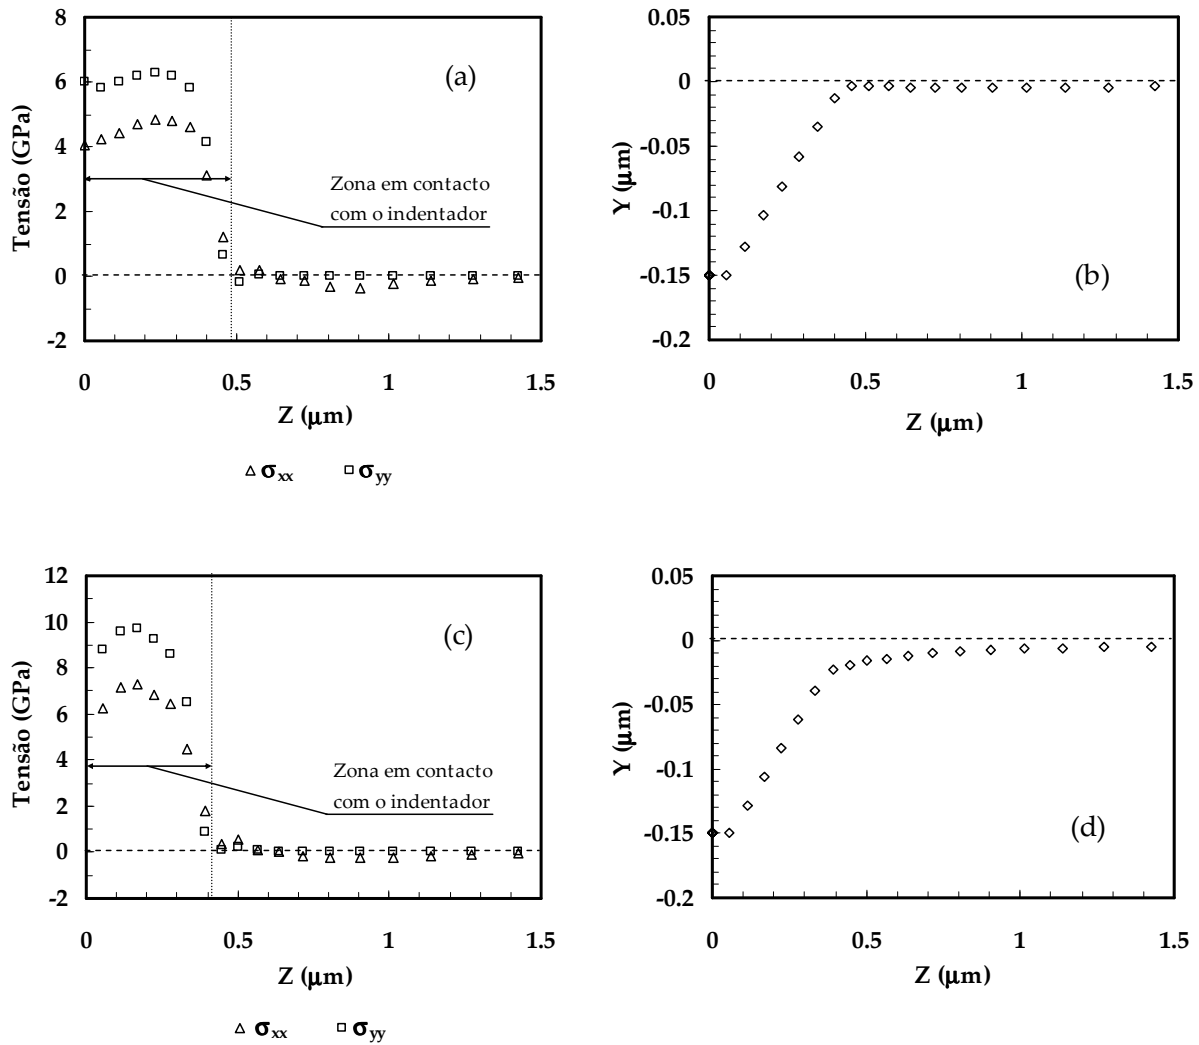 8
6
4
2
0
-2
Tensão (GPa)
(a)
Zona em contacto
com o indentador
0
0.5
1
1.5
Z (μm)
σxx
σyy
0.05
0
-0.05
-0.1
-0.15
-0.2
Y (μm)
(b)
0
0.5
1
1.5
Z (μm)
12
10
8
6
4
2
0
-2
Tensão (GPa)
(c)
Zona em contacto
com o indentador
0
0.5
1
1.5
Z (μm)
σxx
σyy
0.05
0
-0.05
-0.1
-0.15
-0.2
Y (μm)
(d)
0
0.5
1
1.5
Z (μm)